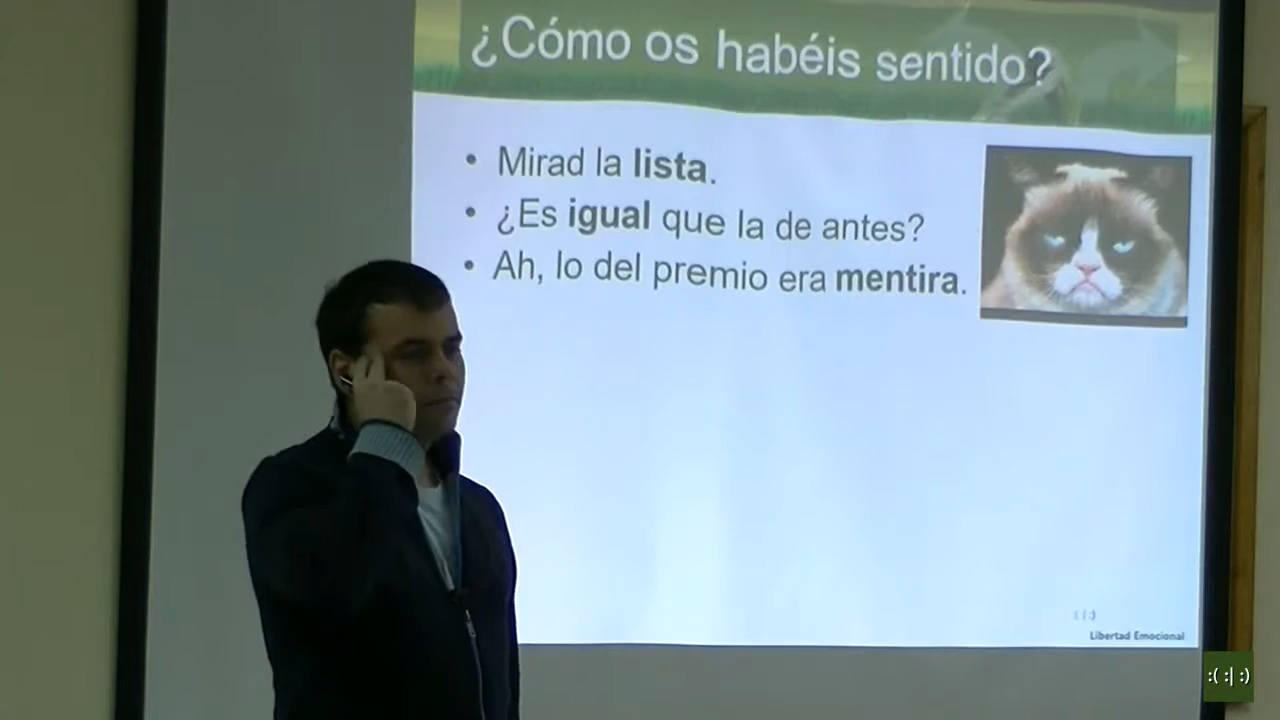 ¿Cómo os habéis sentido?
• Mirad la lista.
• ¿Es igual que la de antes?
• Ah, lo del premio era mentira.
:( | :)
Libertad Emocional
:( :| :)